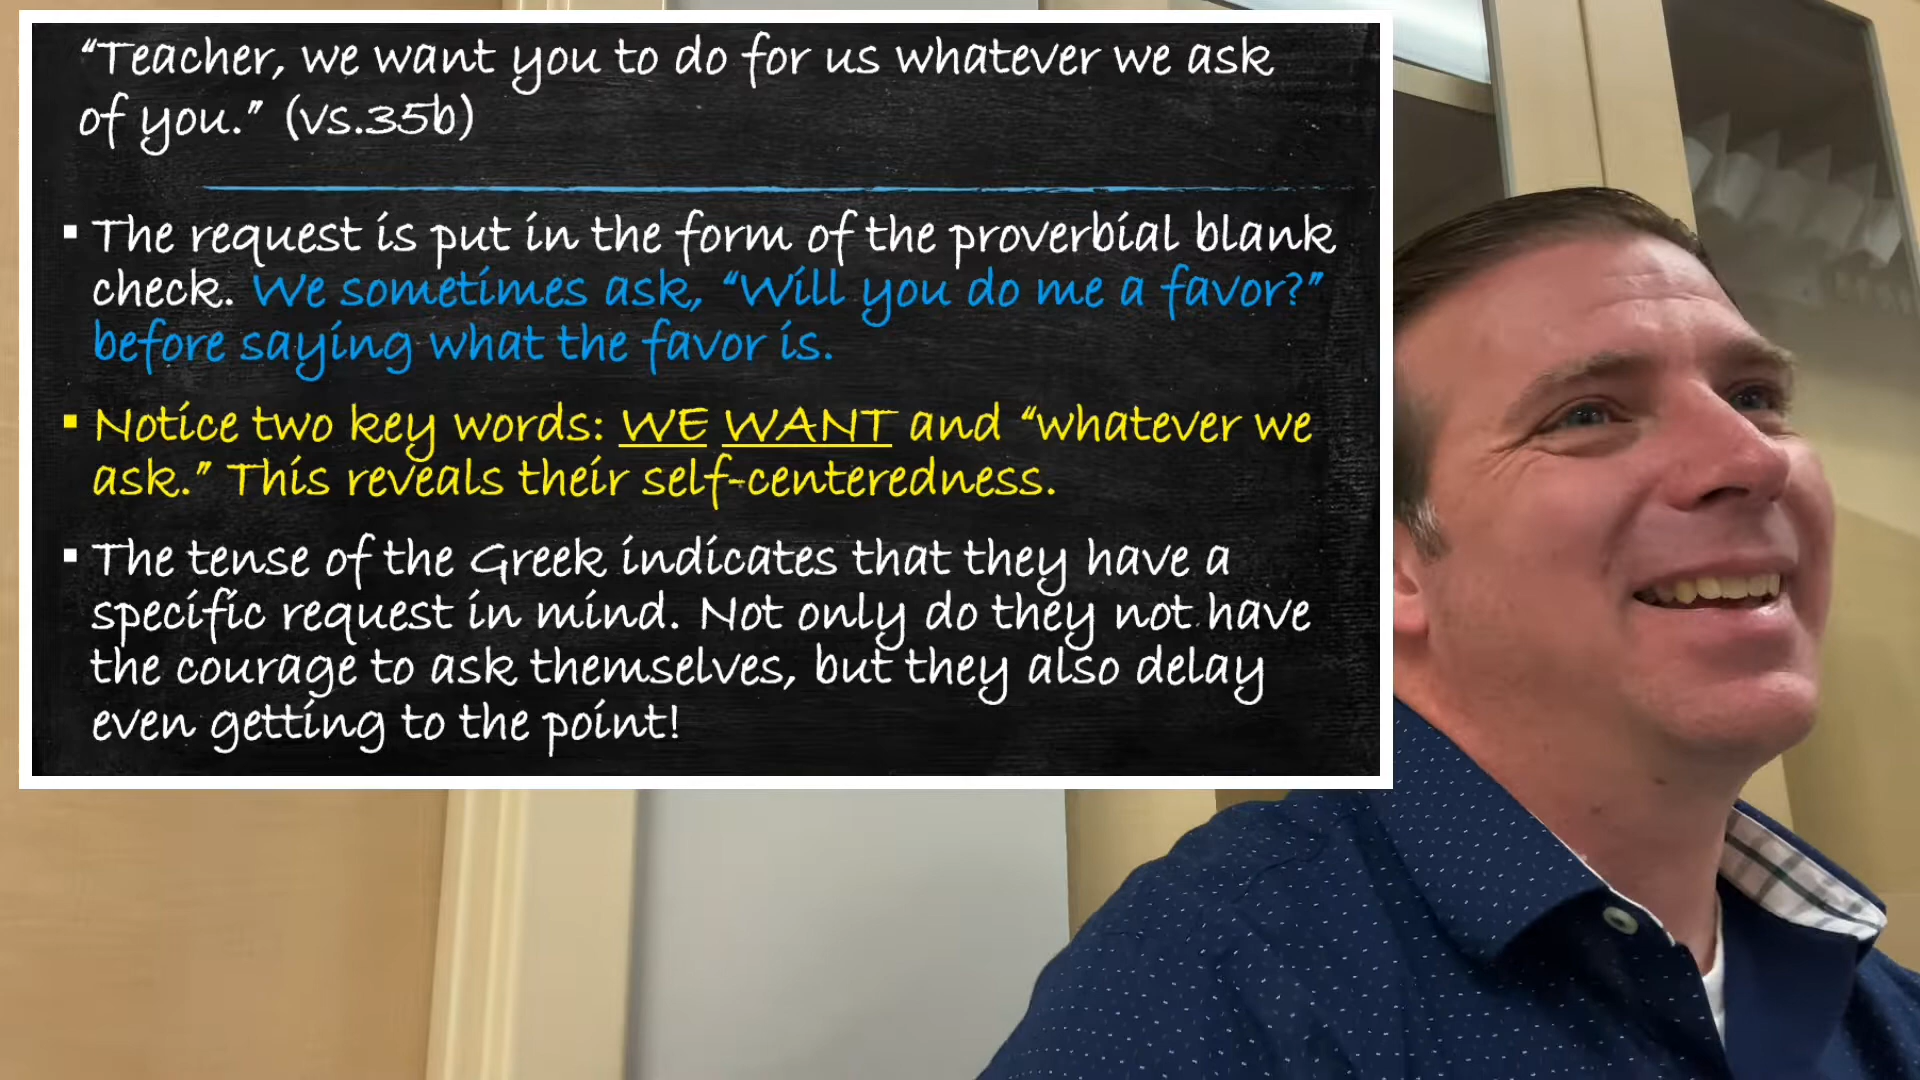 “Teacher, we want you to do for us whatever we ask
of you.” (vs.35b)
▪ The request is put in the form of the proverbial blank
check. We sometimes ask, “Will you do me a favor?”
before saying what the favor is.
▪ Notice two key words: WE WANT and “whatever we
ask.” This reveals their self-centeredness.
▪ The tense of the Greek indicates that they have a
specific request in mind. Not only do they not have
the courage to ask themselves, but they also delay
even getting to the point!